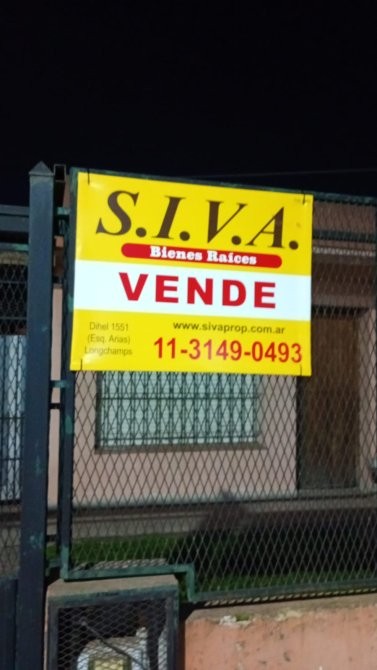 S.I.V.A.
Bienes Raíces
VENDE
Dihel 1551
(Esq. Anas)
Longchamps
www.sivaprop.com.ar
11-3149-0493